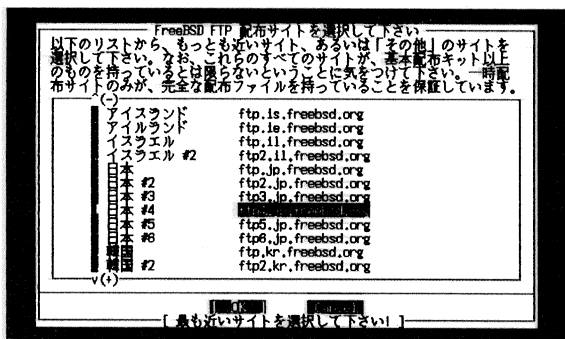 FreeBSD FTP 配布サイトを選択して下さい
以下のリストから、もっとも近いサイト、あるいは「その他」のサイトを
選択して下さい。なお、これらのすべてのサイトが、基本配布キット以上
のものを持っているとは限らないということに気をつけて下さい。一時配
布サイトのみが、完全な配布ファイルを持っていることを保証しています。
^(-)
アイスランド ftp.is.freebsd.org
アイルランド ftp.ie.freebsd.org
イスラエル ftp.il.freebsd.org
イスラエル #2 ftp2.il.freebsd.org
日本 ftp.jp.freebsd.org
日本 #2 ftp2.jp.freebsd.org
日本 #3 ftp3.jp.freebsd.org
日本 #4
日本 #5 ftp5.jp.freebsd.org
日本 #6 ftp6.jp.freebsd.org
韓国 ftp.kr.freebsd.org
韓国 #2 ftp2.kr.freebsd.org
v(+)
[ 最も近いサイトを選択して下さい! ]